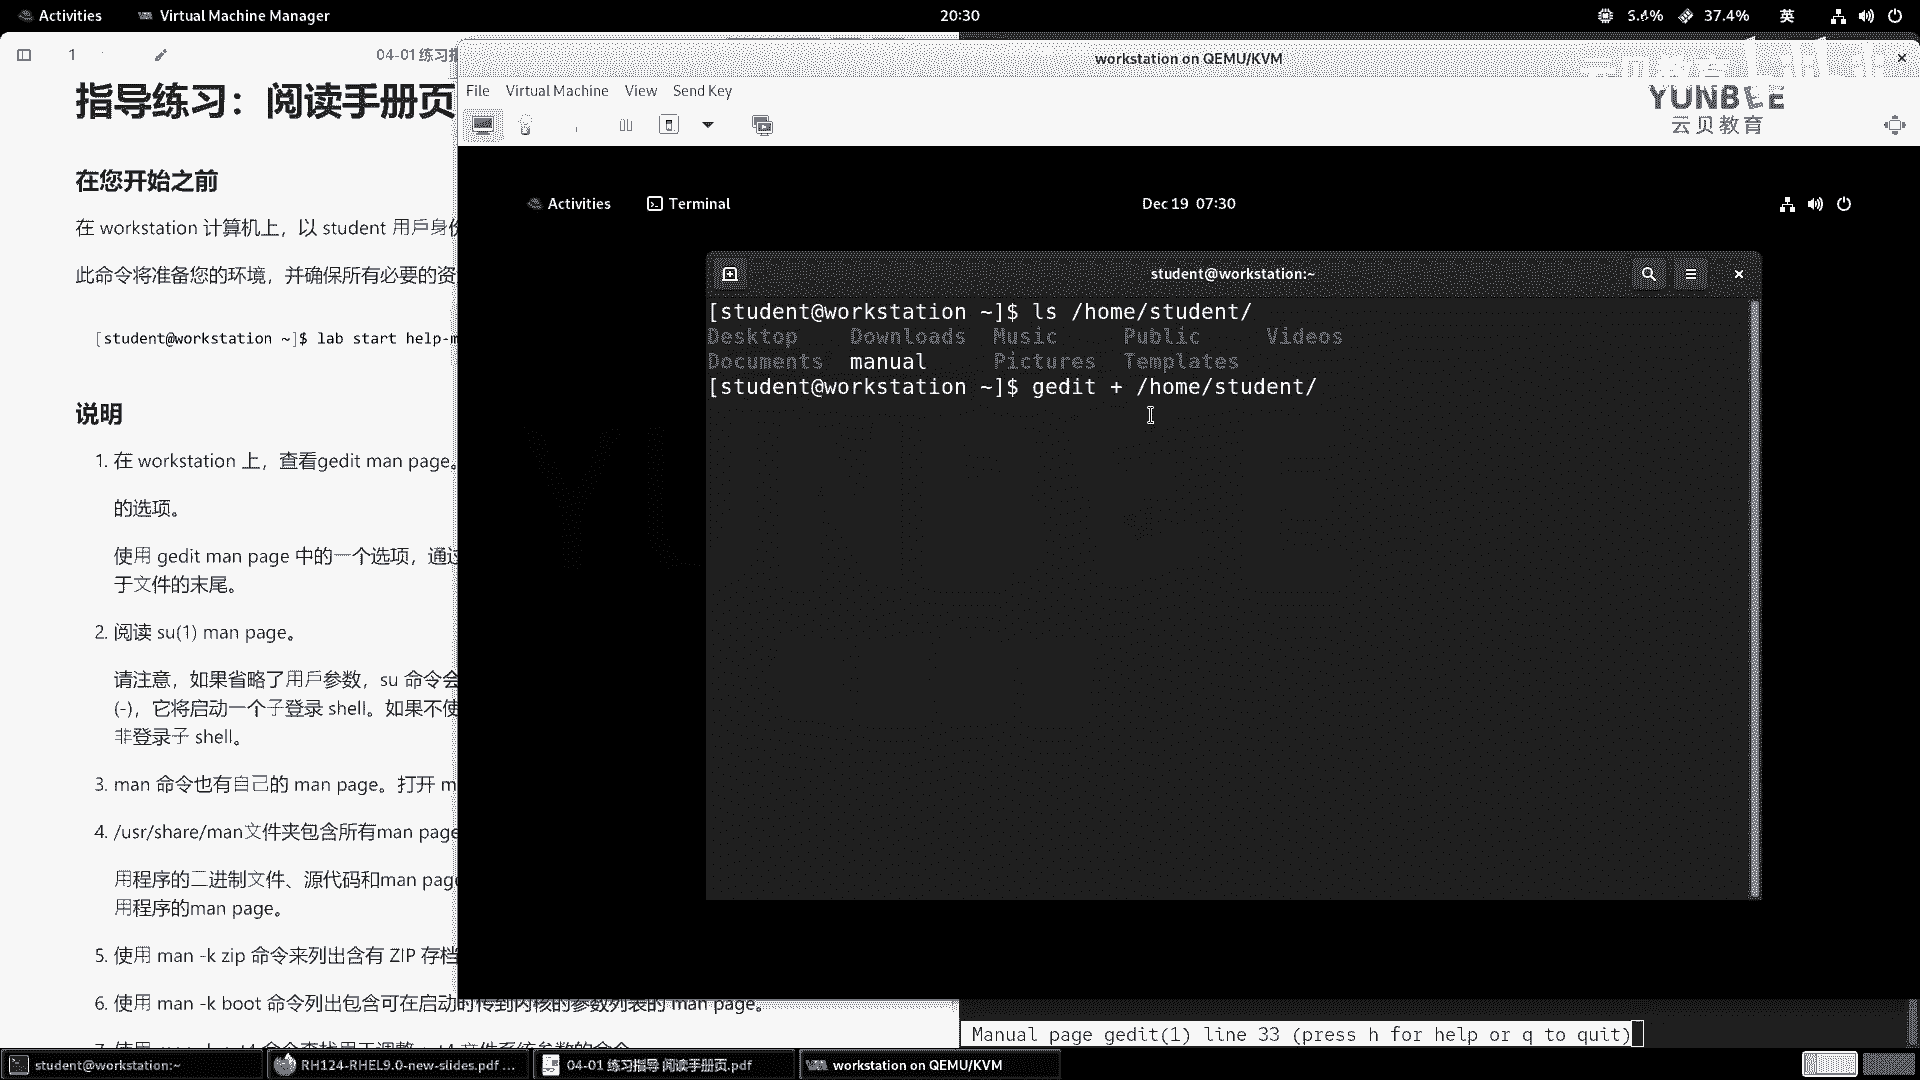 Activities Virtual Machine Manager 20:30 37.4% 英
1 04-01 练习指
workstation on QEMU/KVM
File Virtual Machine View Send Key
YUNBEE
云贝教育
指导练习：阅读手册页
在您开始之前
在 workstation 计算机上，以 student 用戶身份
此命令将准备您的环境，并确保所有必要的资
[student@workstation ~]$ lab start help-m
说明
1. 在 workstation 上，查看gedit man page。
的选项。
使用 gedit man page 中的一个选项，通过
于文件的末尾。
2. 阅读 su(1) man page。
请注意，如果省略了用戶参数，su 命令会
(-)，它将启动一个子登录 shell。如果不使
非登录子 shell。
3. man 命令也有自己的 man page。打开 m
4. /usr/share/man文件夹包含所有man page
用程序的二进制文件、源代码和man page
用程序的man page。
5. 使用 man -k zip 命令来列出含有 ZIP 存档
6. 使用 man -k boot 命令列出包含可在启动时传到内核的参数列表的 man page。
Activities Terminal Dec 19 07:30
student@workstation:~
[student@workstation ~]$ ls /home/student/
Desktop Downloads Music Public Videos
Documents manual Pictures Templates
[student@workstation ~]$ gedit + /home/student/
Manual page gedit(1) line 33 (press h for help or q to quit)
student@workstation:~ RH124-RHEL9.0-new-slides.pdf ... 04-01 练习指导 阅读手册页.pdf workstation on QEMU/KVM